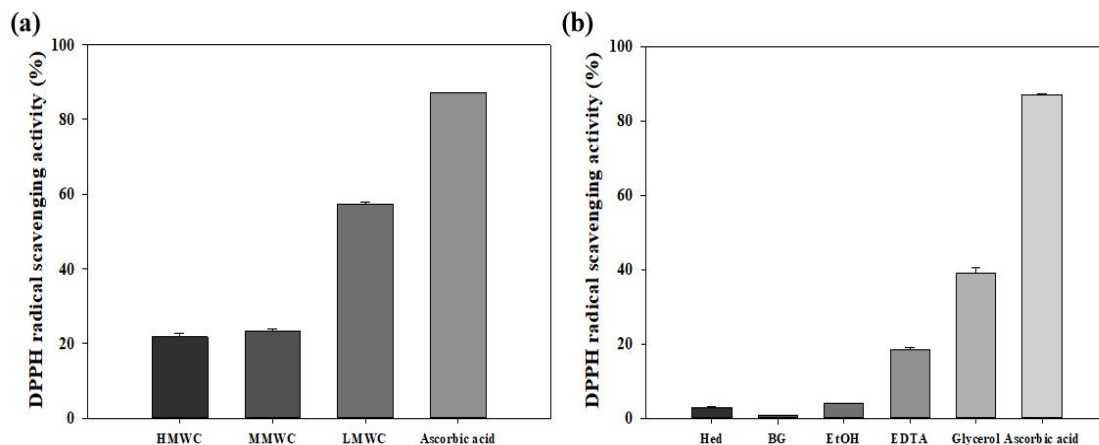 (a)
DPPH radical scavenging activity (%)
100
80
60
40
20
0
HMWC MMWC LMWC Ascorbic acid
(b)
DPPH radical scavenging activity (%)
100
80
60
40
20
0
Hed BG EtOH EDTA Glycerol Ascorbic acid